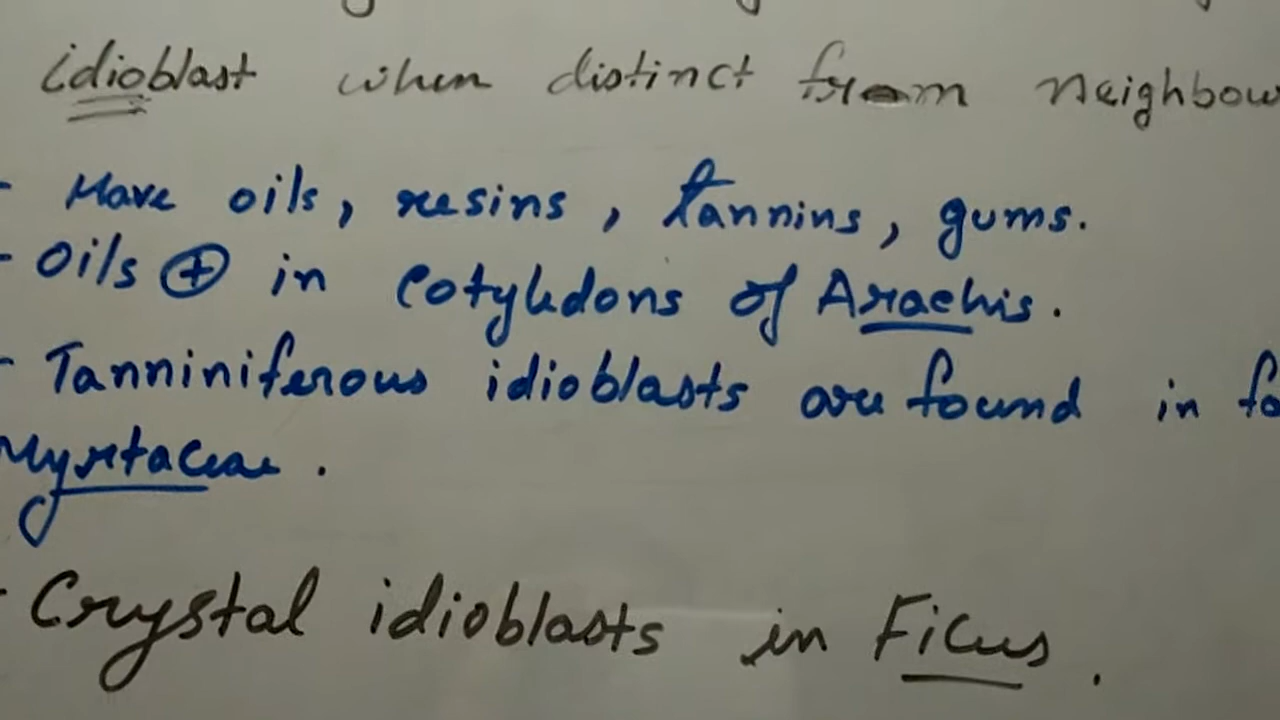 idioblast when distinct from neighbou
- Have oils, resins, tannins, gums.
- Oils ⊕ in cotyledons of Arachis.
- Tanniniferous idioblasts are found in fa
Myrtaceae.
- Crystal idioblasts in Ficus.